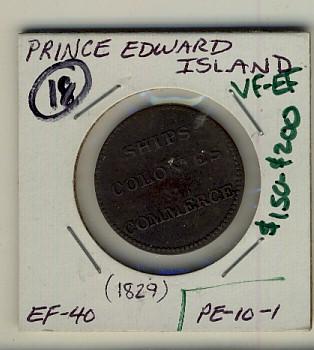 PRINCE EDWARD
ISLAND
18
VF-EF
$150-$200
SHIPS
COLONIES
&
COMMERCE
(1829)
EF-40
PE-10-1